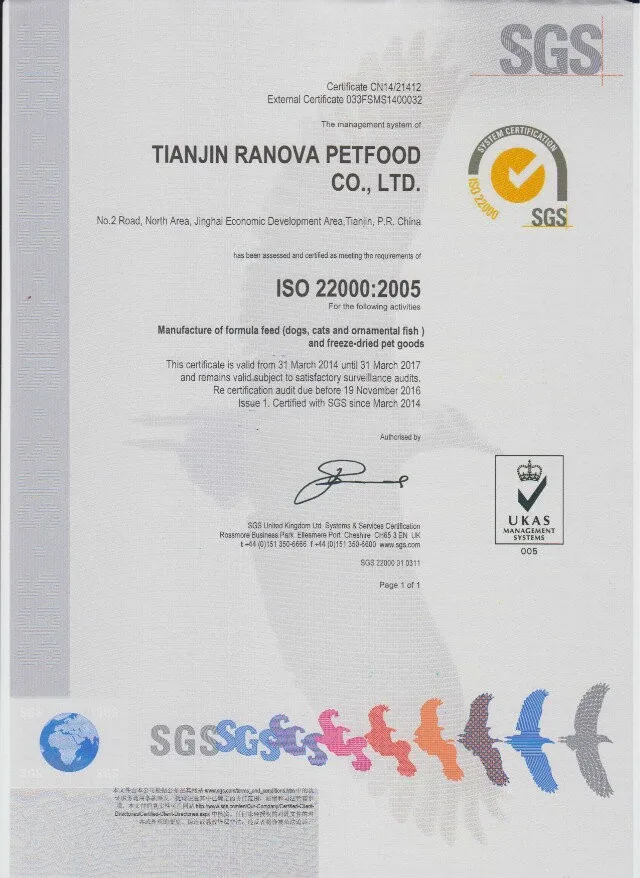 SGS
Certificate CN14/21412
External Certificate 033FSMS1400032
The management system of
TIANJIN RANOVA PETFOOD
CO., LTD.
SYSTEM CERTIFICATION
ISO 22000
SGS
No.2 Road, North Area, Jinghai Economic Development Area,Tianjin, P.R. China
has been assessed and certified as meeting the requirements of
ISO 22000:2005
For the following activities
Manufacture of formula feed (dogs, cats and ornamental fish )
and freeze-dried pet goods
This certificate is valid from 31 March 2014 until 31 March 2017
and remains valid subject to satisfactory surveillance audits.
Re certification audit due before 19 November 2016
Issue 1. Certified with SGS since March 2014
Authorised by
SGS United Kingdom Ltd Systems & Services Certification
Rossmore Business Park Ellesmere Port Cheshire CH65 3EN UK
t +44 (0)151 350-6666 f +44 (0)151 350-6600 www.sgs.com
SGS 22000 01 0311
Page 1 of 1
UKAS
MANAGEMENT
SYSTEMS
005
SGS SGS SGS